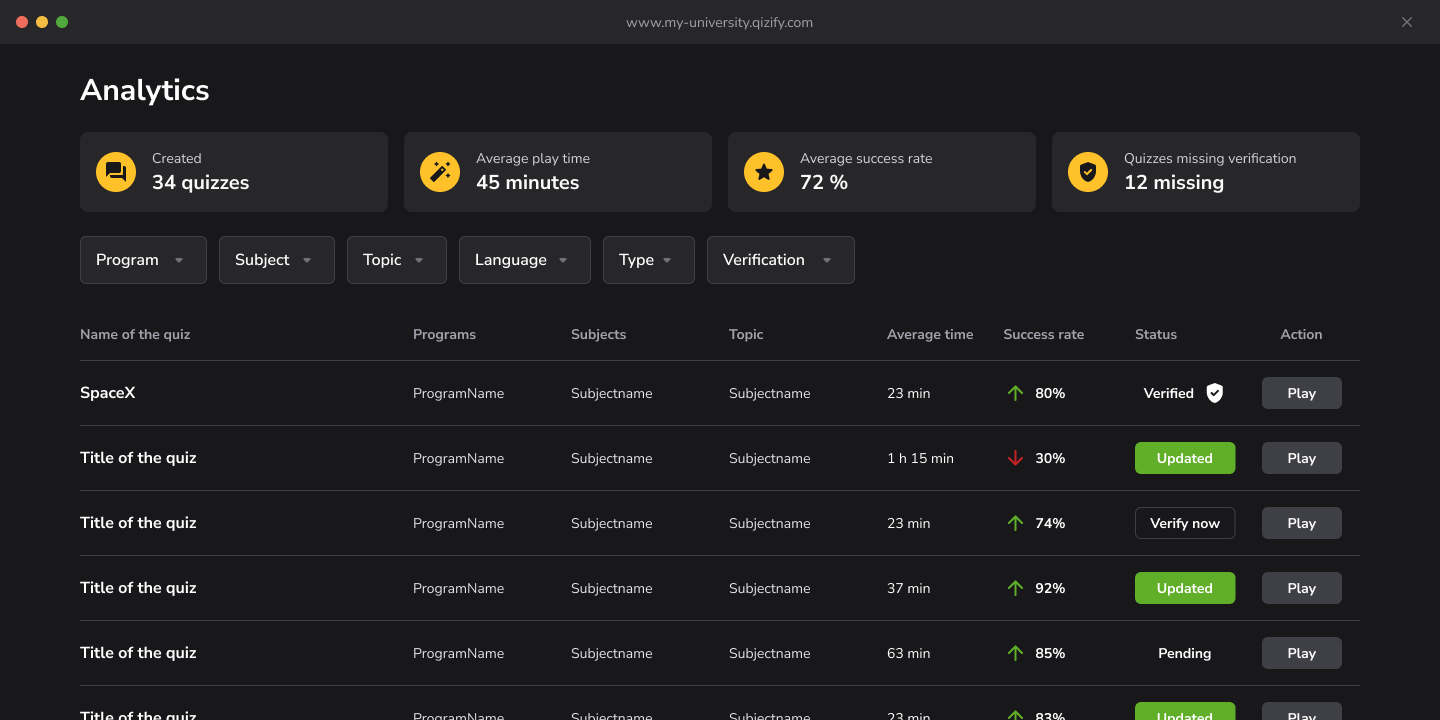 www.my-university.qizify.com
Analytics
Created
34 quizzes
Average play time
45 minutes
Average success rate
72 %
Quizzes missing verification
12 missing
Program Subject Topic Language Type Verification
Name of the quiz Programs Subjects Topic Average time Success rate Status Action
SpaceX ProgramName Subjectname Subjectname 23 min 80% Verified Play
Title of the quiz ProgramName Subjectname Subjectname 1 h 15 min 30% Updated Play
Title of the quiz ProgramName Subjectname Subjectname 23 min 74% Verify now Play
Title of the quiz ProgramName Subjectname Subjectname 37 min 92% Updated Play
Title of the quiz ProgramName Subjectname Subjectname 63 min 85% Pending Play
Title of the quiz ProgramName Subjectname Subjectname 23 min 83% Updated Play